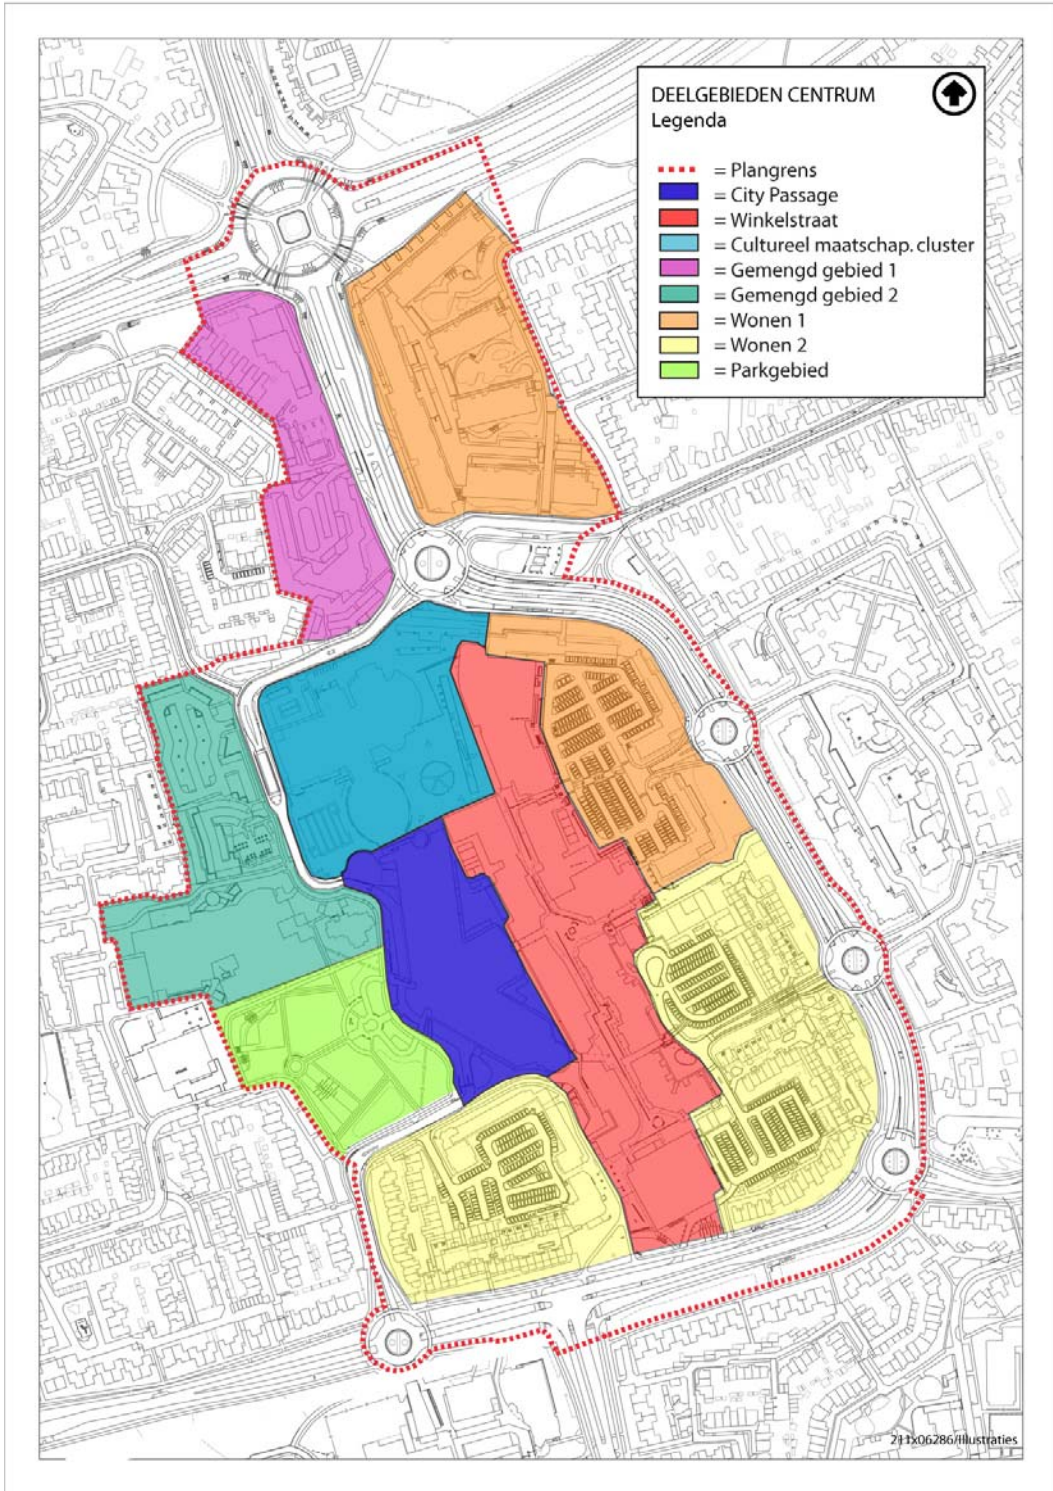 DEELGEBIEDEN CENTRUM
Legenda
= Plangrens
= City Passage
= Winkelstraat
= Cultureel maatschap. cluster
= Gemengd gebied 1
= Gemengd gebied 2
= Wonen 1
= Wonen 2
= Parkgebied
211x06286/Illustraties